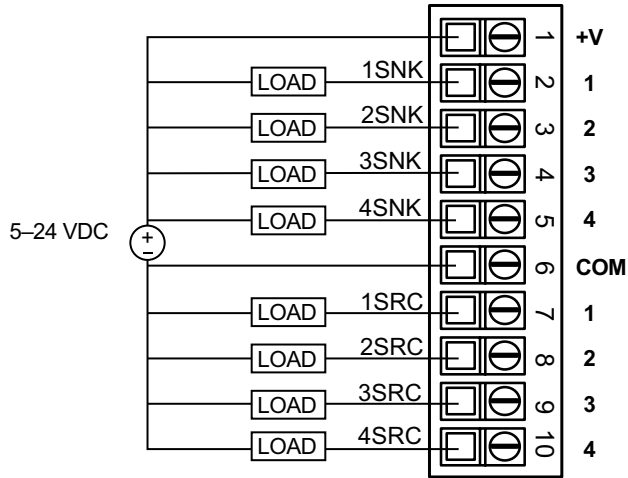 1 +V
LOAD 1SNK 2 1
LOAD 2SNK 3 2
LOAD 3SNK 4 3
LOAD 4SNK 5 4
5–24 VDC + −
6 COM
LOAD 1SRC 7 1
LOAD 2SRC 8 2
LOAD 3SRC 9 3
LOAD 4SRC 10 4